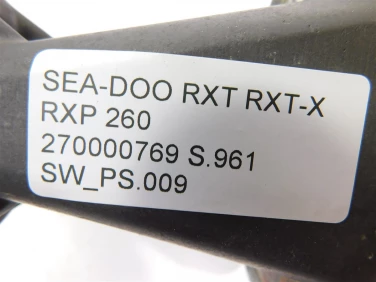 SEA-DOO RXT RXT-X
RXP 260
270000769 S.961
SW_PS.009